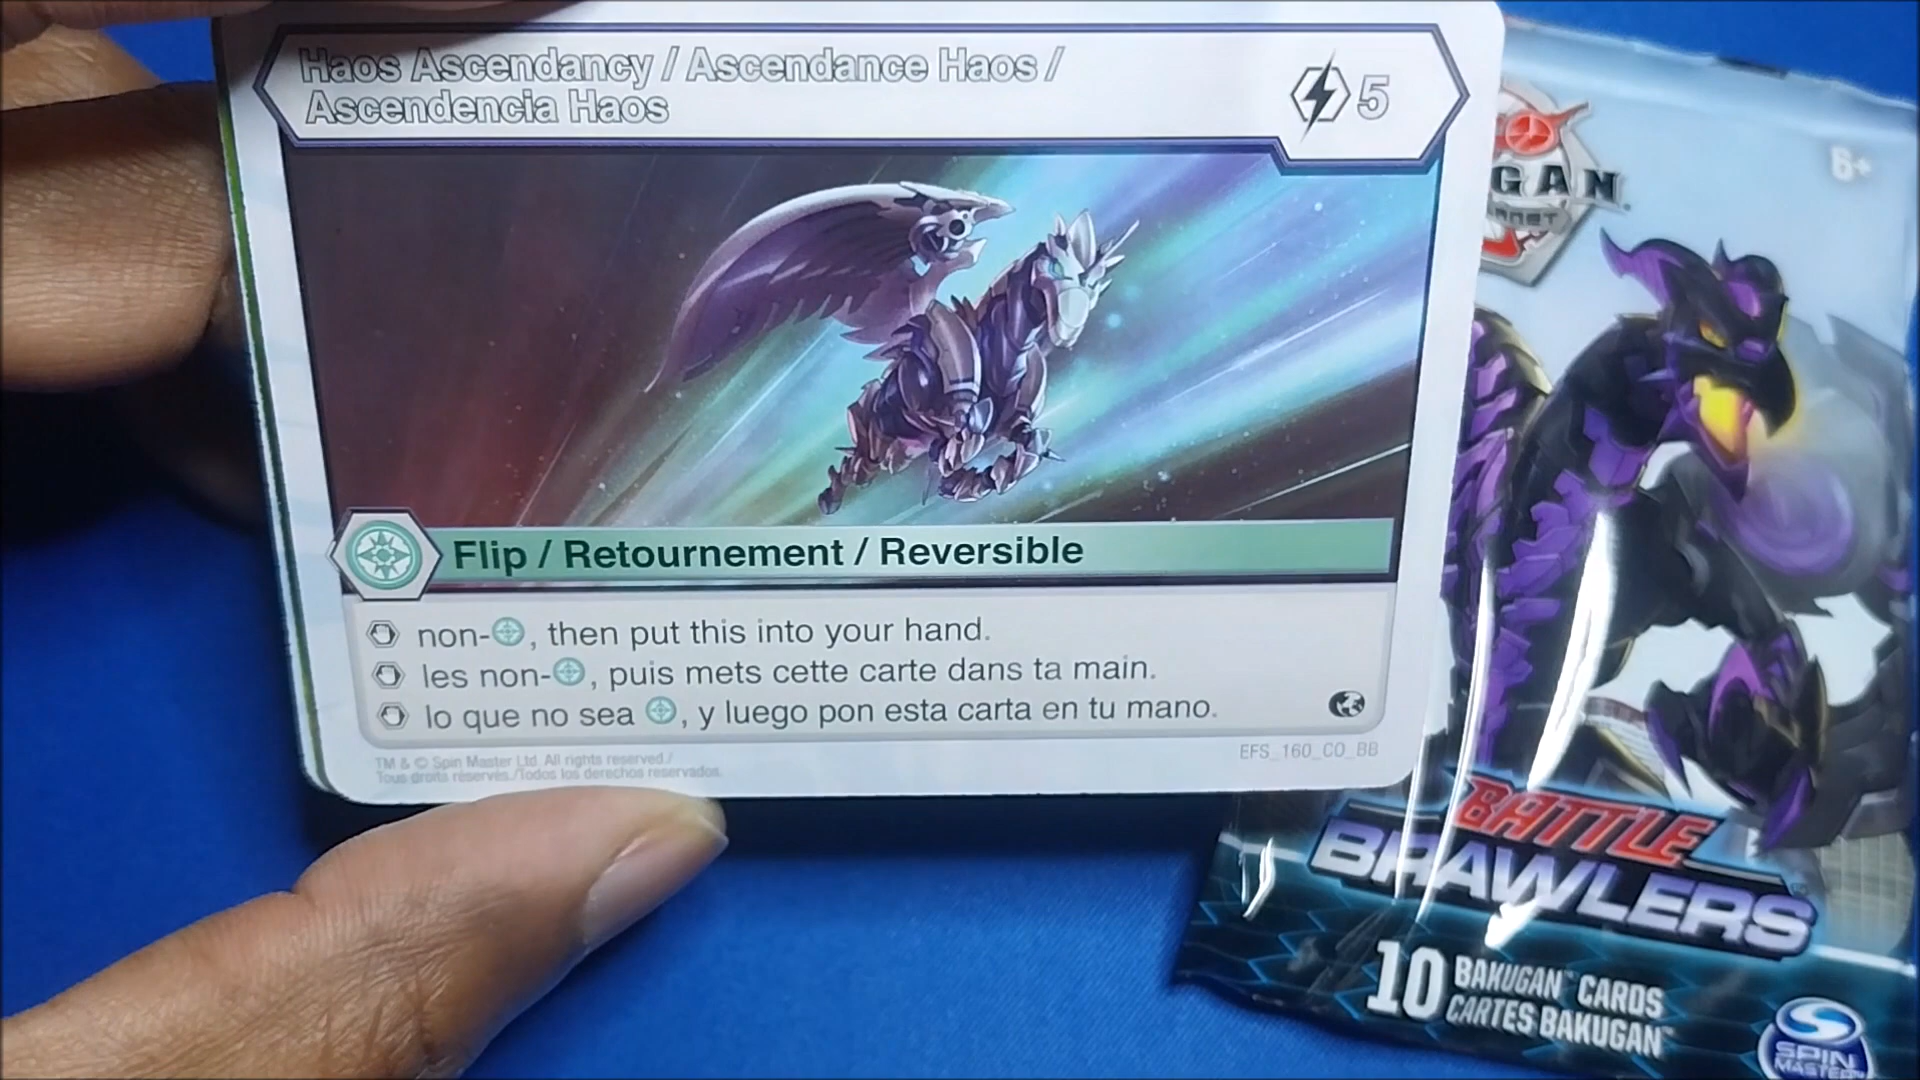 Haos Ascendancy / Ascendance Haos /
Ascendencia Haos
5
Flip / Retournement / Reversible
non- , then put this into your hand.
les non- , puis mets cette carte dans ta main.
lo que no sea , y luego pon esta carta en tu mano.
TM & © Spin Master Ltd. All rights reserved./
Tous droits réservés./Todos los derechos reservados.
EFS_160_CO_BB
6+
GAN
BATTLE
BRAWLERS
10 BAKUGAN™ CARDS
CARTES BAKUGAN™
SPIN
MASTER